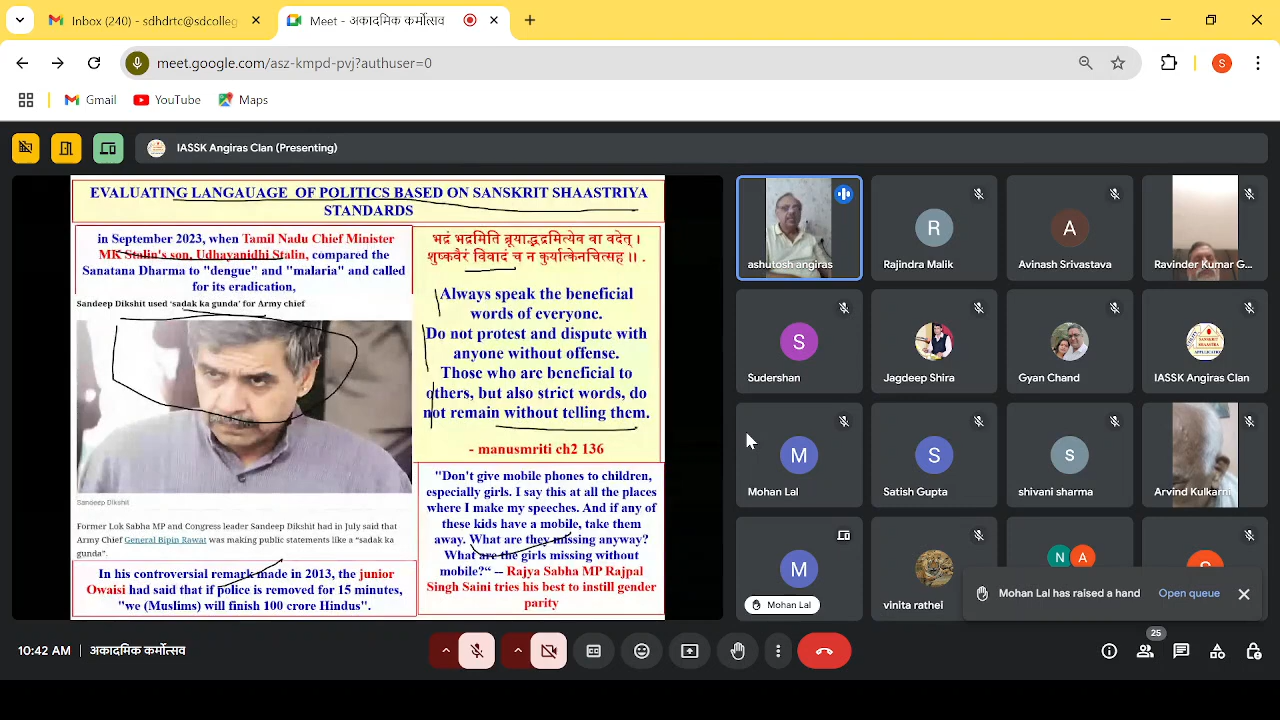 Inbox (240) - sdhdrtc@sdcolleg
Meet - अकादमिक कर्मोत्सव
meet.google.com/asz-kmpd-pvj?authuser=0
Gmail
YouTube
Maps
S
IASSK Angiras Clan (Presenting)
EVALUATING LANGAUAGE OF POLITICS BASED ON SANSKRIT SHAASTRIYA
STANDARDS
in September 2023, when Tamil Nadu Chief Minister
MK Stalin's son, Udhayanidhi Stalin, compared the
Sanatana Dharma to "dengue" and "malaria" and called
for its eradication,
Sandeep Dikshit used 'sadak ka gunda' for Army chief
Sandeep Dikshit
Former Lok Sabha MP and Congress leader Sandeep Dikshit had in July said that
Army Chief General Bipin Rawat was making public statements like a "sadak ka
gunda".
In his controversial remark made in 2013, the junior
Owaisi had said that if police is removed for 15 minutes,
"we (Muslims) will finish 100 crore Hindus".
भद्रं भद्रमिति ब्रूयाद्भद्रमित्येव वा वदेत् ।
शुष्कवैरं विवादं च न कुर्यात्केनचित्सह ।। .
Always speak the beneficial
words of everyone.
Do not protest and dispute with
anyone without offense.
Those who are beneficial to
others, but also strict words, do
not remain without telling them.
- manusmriti ch2 136
"Don't give mobile phones to children,
especially girls. I say this at all the places
where I make my speeches. And if any of
these kids have a mobile, take them
away. What are they missing anyway?
What are the girls missing without
mobile?“ -- Rajya Sabha MP Rajpal
Singh Saini tries his best to instill gender
parity
ashutosh angiras
R
Rajindra Malik
A
Avinash Srivastava
Ravinder Kumar G...
S
Sudershan
Jagdeep Shira
Gyan Chand
IASSK Angiras Clan
M
Mohan Lal
S
Satish Gupta
s
shivani sharma
Arvind Kulkarni
M
Mohan Lal
vinita rathei
N
A
S
Mohan Lal has raised a hand
Open queue
10:42 AM
अकादमिक कर्मोत्सव
25